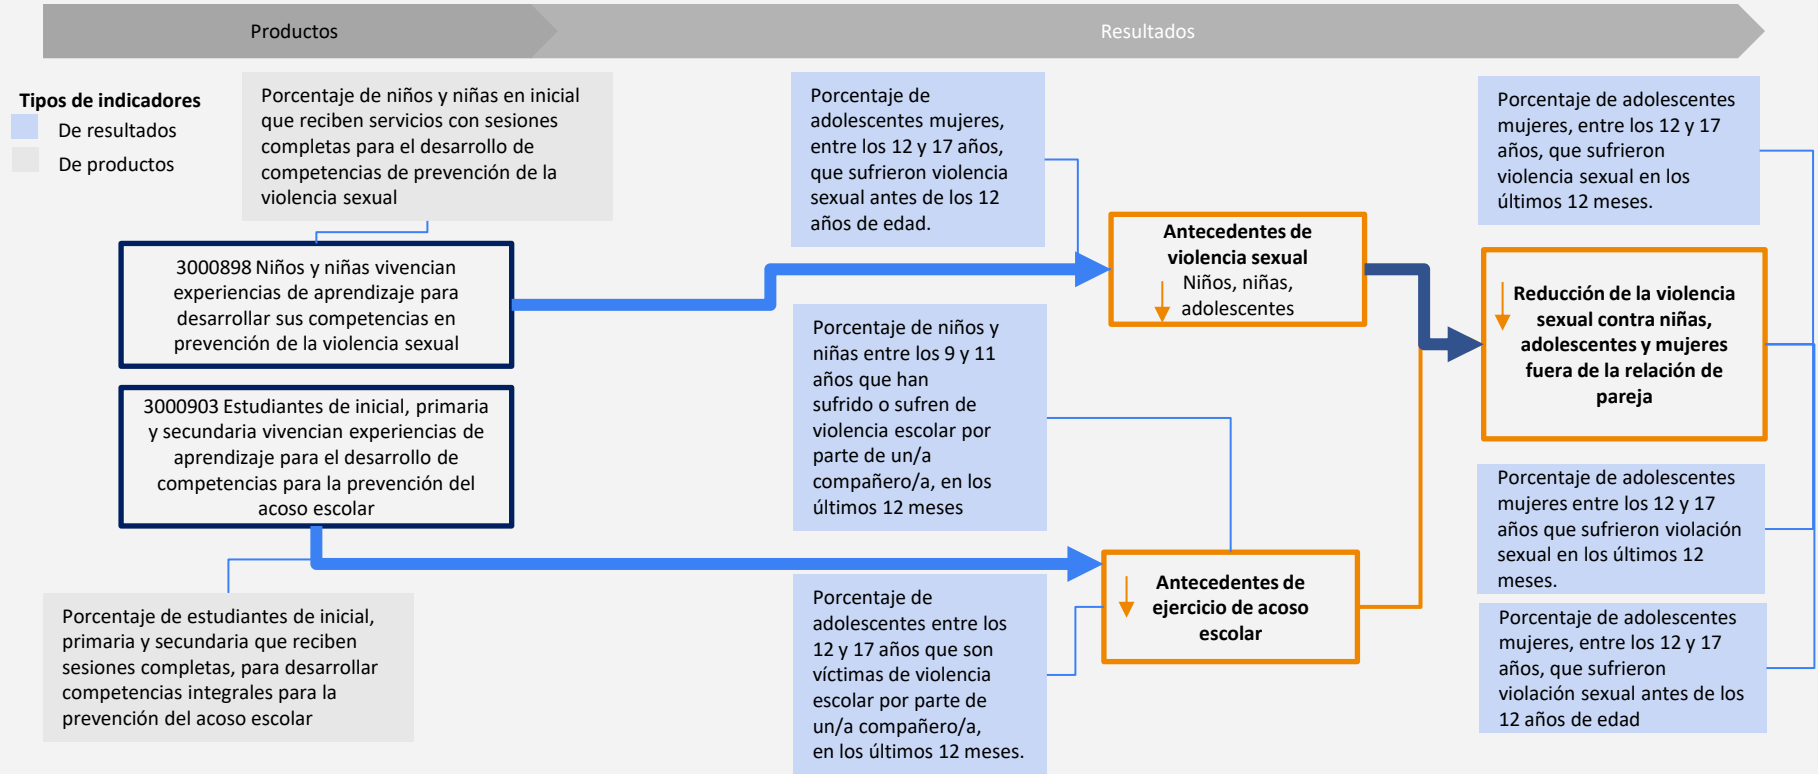 Productos
Resultados
Tipos de indicadores
De resultados
De productos
Porcentaje de niños y niñas en inicial
que reciben servicios con sesiones
completas para el desarrollo de
competencias de prevención de la
violencia sexual
3000898 Niños y niñas vivencian
experiencias de aprendizaje para
desarrollar sus competencias en
prevención de la violencia sexual
3000903 Estudiantes de inicial, primaria
y secundaria vivencian experiencias de
aprendizaje para el desarrollo de
competencias para la prevención del
acoso escolar
Porcentaje de estudiantes de inicial,
primaria y secundaria que reciben
sesiones completas, para desarrollar
competencias integrales para la
prevención del acoso escolar
Porcentaje de
adolescentes mujeres,
entre los 12 y 17 años,
que sufrieron violencia
sexual antes de los 12
años de edad.
Porcentaje de niños y
niñas entre los 9 y 11
años que han
sufrido o sufren de
violencia escolar por
parte de un/a
compañero/a, en los
últimos 12 meses
Porcentaje de
adolescentes entre los
12 y 17 años que son
víctimas de violencia
escolar por parte de
un/a compañero/a,
en los últimos 12 meses.
Antecedentes de
violencia sexual
Niños, niñas,
adolescentes
Antecedentes de
ejercicio de acoso
escolar
Porcentaje de adolescentes
mujeres, entre los 12 y 17
años, que sufrieron
violencia sexual en los
últimos 12 meses.
Reducción de la violencia
sexual contra niñas,
adolescentes y mujeres
fuera de la relación de
pareja
Porcentaje de adolescentes
mujeres entre los 12 y 17
años que sufrieron violación
sexual en los últimos 12
meses.
Porcentaje de adolescentes
mujeres, entre los 12 y 17
años, que sufrieron
violación sexual antes de los
12 años de edad